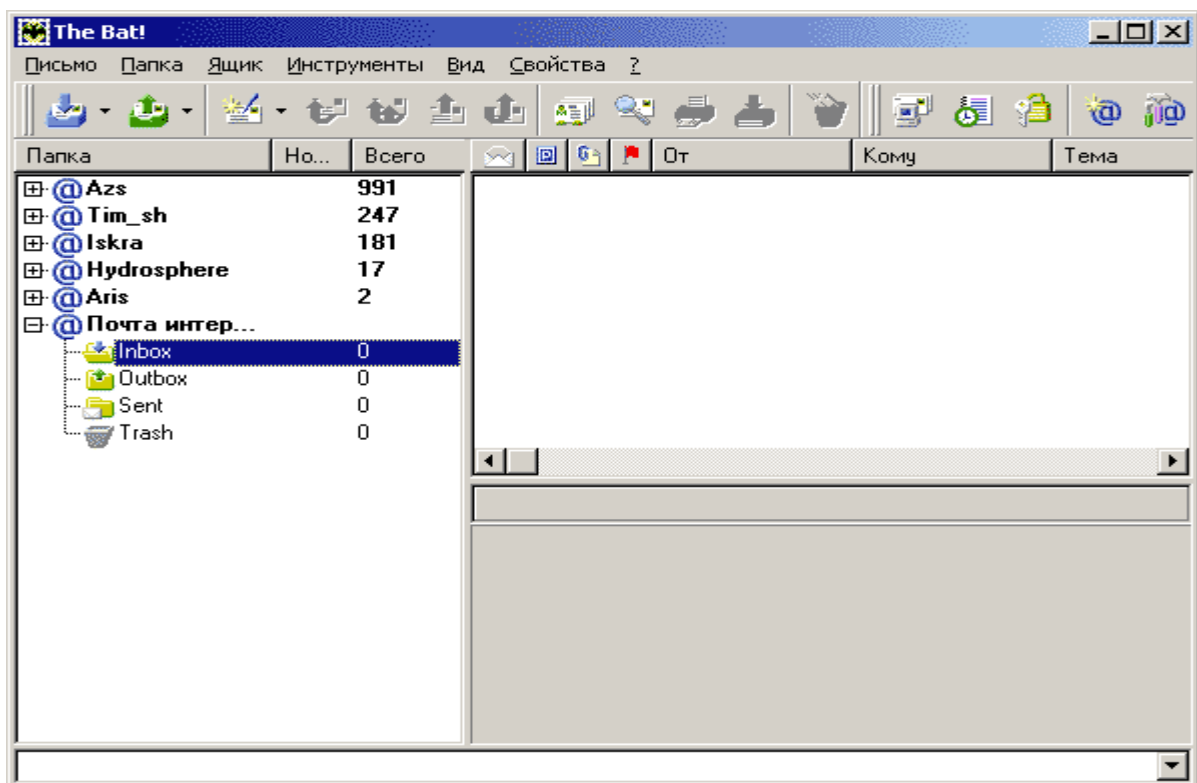 The Bat!
Письмо Папка Ящик Инструменты Вид Свойства ?
Папка Но... Всего От Кому Тема
Azs 991
Tim_sh 247
Iskra 181
Hydrosphere 17
Aris 2
Почта интер...
Inbox 0
Outbox 0
Sent 0
Trash 0